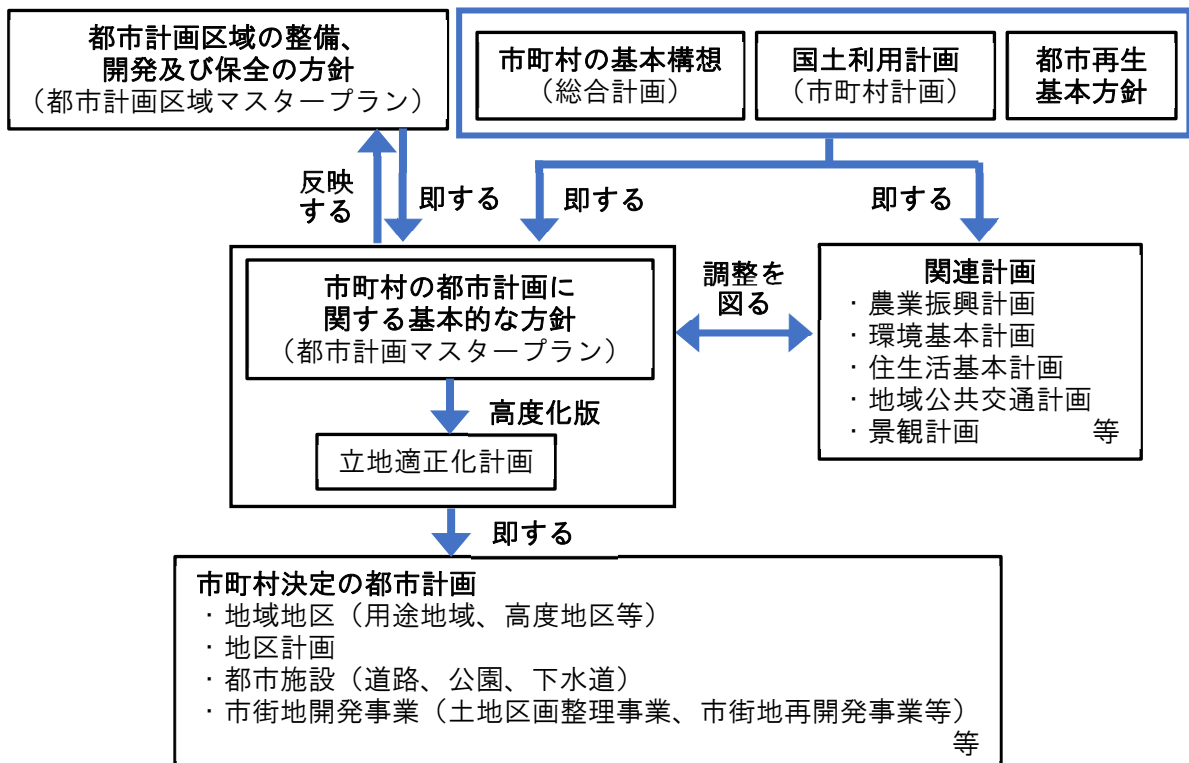 都市計画区域の整備、
開発及び保全の方針
（都市計画区域マスタープラン）
市町村の基本構想
（総合計画）
国土利用計画
（市町村計画）
都市再生
基本方針
反映
する
即する
即する
即する
市町村の都市計画に
関する基本的な方針
（都市計画マスタープラン）
高度化版
立地適正化計画
調整を
図る
関連計画
・農業振興計画
・環境基本計画
・住生活基本計画
・地域公共交通計画
・景観計画　　　　　等
即する
市町村決定の都市計画
・地域地区（用途地域、高度地区等）
・地区計画
・都市施設（道路、公園、下水道）
・市街地開発事業（土地区画整理事業、市街地再開発事業等）
等